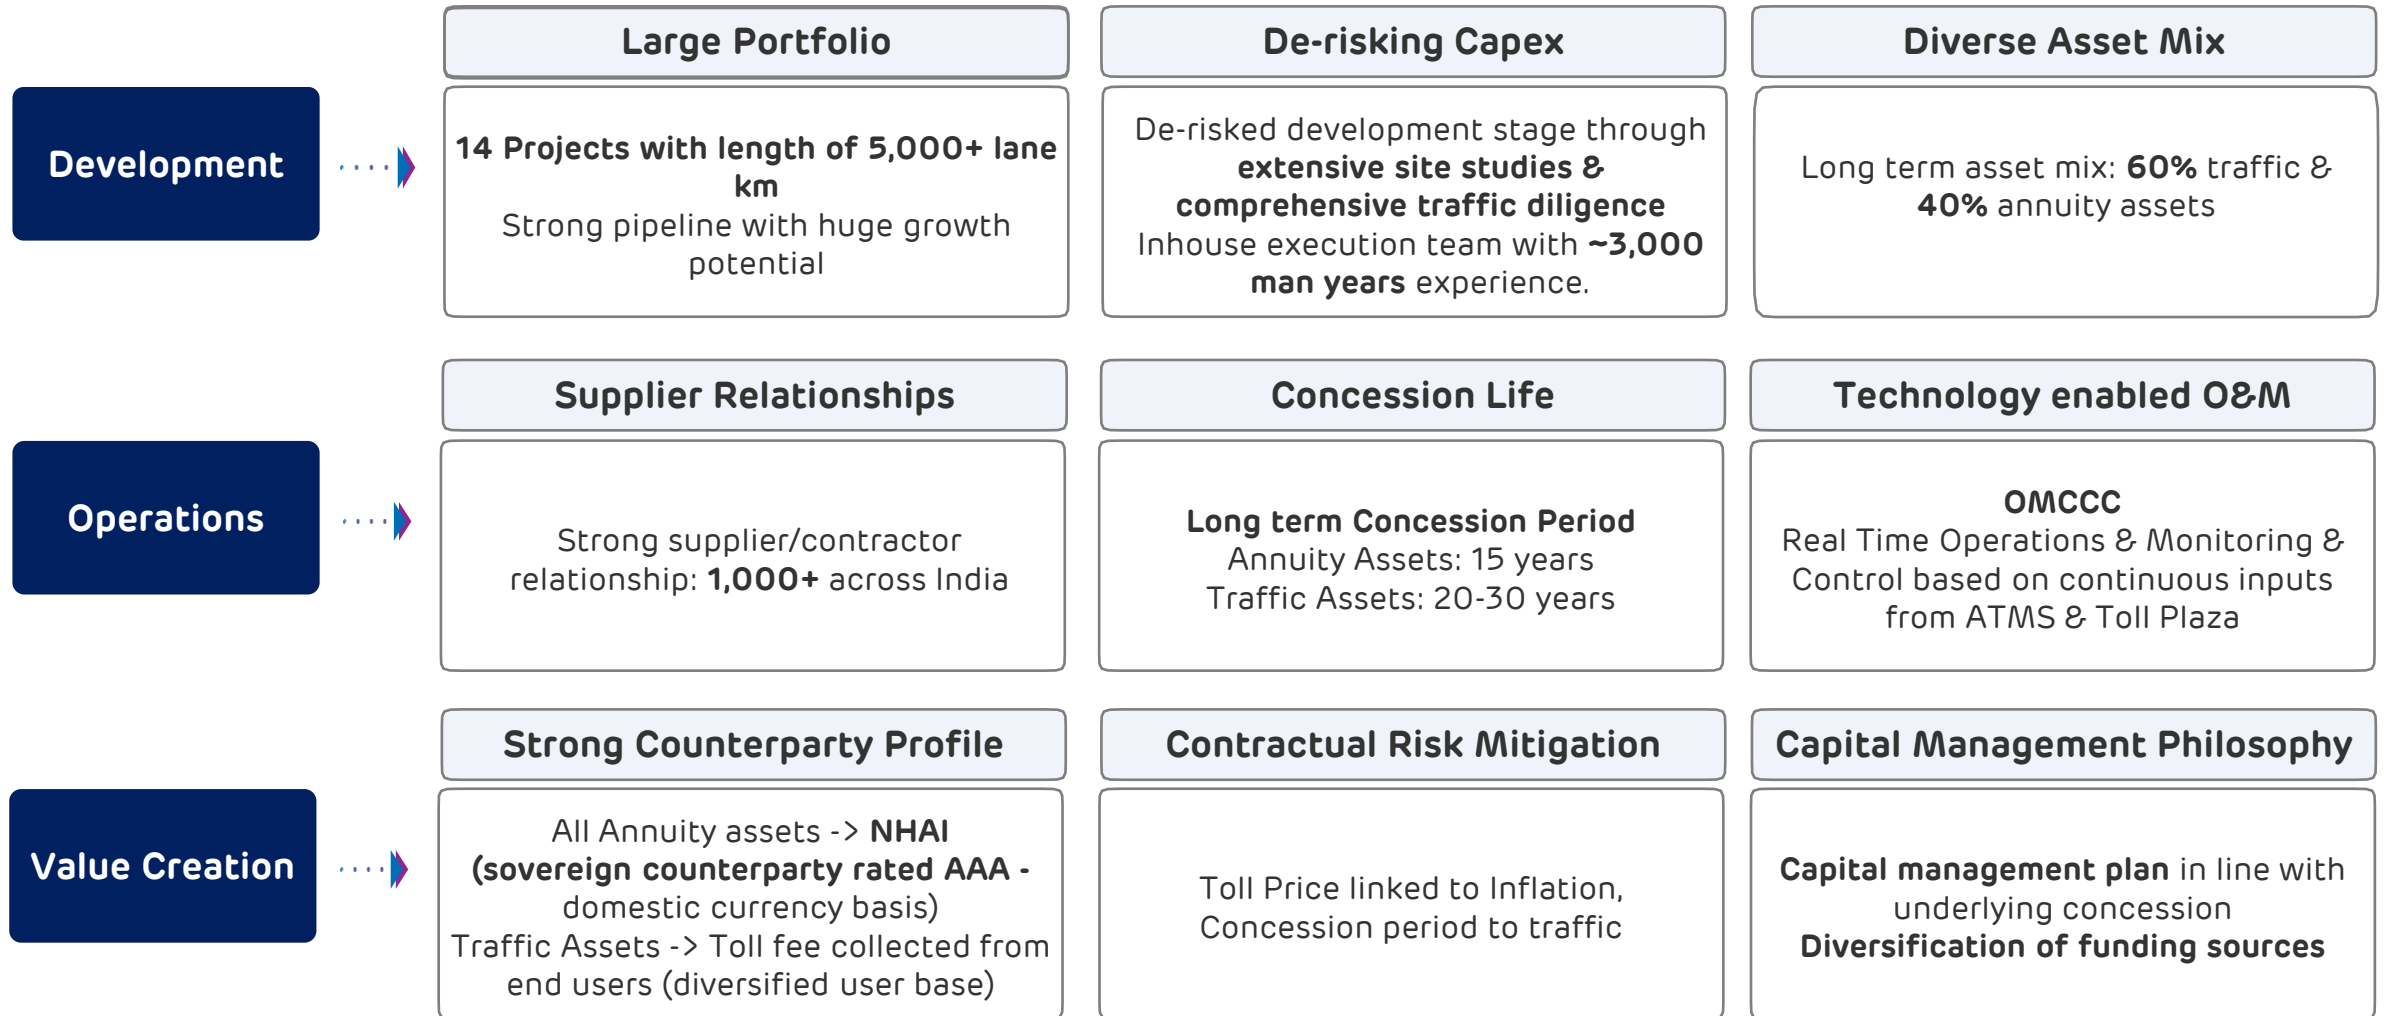 Large Portfolio
De-risking Capex
Diverse Asset Mix
Development
14 Projects with length of 5,000+ lane
km
Strong pipeline with huge growth
potential
De-risked development stage through
extensive site studies &
comprehensive traffic diligence
Inhouse execution team with ~3,000
man years experience.
Long term asset mix: 60% traffic &
40% annuity assets
Supplier Relationships
Concession Life
Technology enabled O&M
Operations
Strong supplier/contractor
relationship: 1,000+ across India
Long term Concession Period
Annuity Assets: 15 years
Traffic Assets: 20-30 years
OMCCC
Real Time Operations & Monitoring &
Control based on continuous inputs
from ATMS & Toll Plaza
Strong Counterparty Profile
Contractual Risk Mitigation
Capital Management Philosophy
Value Creation
All Annuity assets -> NHAI
(sovereign counterparty rated AAA -
domestic currency basis)
Traffic Assets -> Toll fee collected from
end users (diversified user base)
Toll Price linked to Inflation,
Concession period to traffic
Capital management plan in line with
underlying concession
Diversification of funding sources